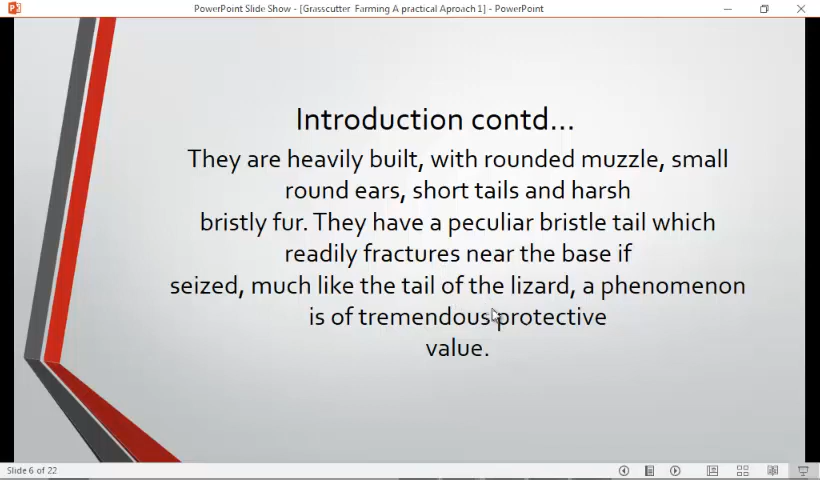 PowerPoint Slide Show - [Grasscutter Farming A practical Aproach 1] - PowerPoint
Introduction contd...
They are heavily built, with rounded muzzle, small
round ears, short tails and harsh
bristly fur. They have a peculiar bristle tail which
readily fractures near the base if
seized, much like the tail of the lizard, a phenomenon
is of tremendous protective
value.
Slide 6 of 22